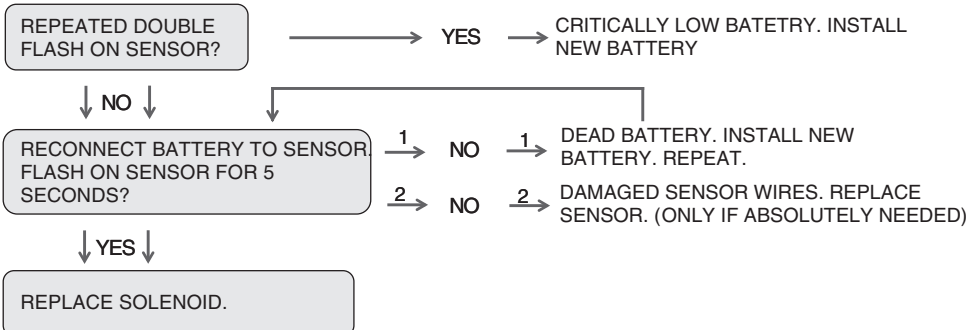 REPEATED DOUBLE
FLASH ON SENSOR?
YES
CRITICALLY LOW BATETRY. INSTALL
NEW BATTERY
NO
RECONNECT BATTERY TO SENSOR.
FLASH ON SENSOR FOR 5
SECONDS?
1
NO
1
DEAD BATTERY. INSTALL NEW
BATTERY. REPEAT.
2
NO
2
DAMAGED SENSOR WIRES. REPLACE
SENSOR. (ONLY IF ABSOLUTELY NEEDED)
YES
REPLACE SOLENOID.